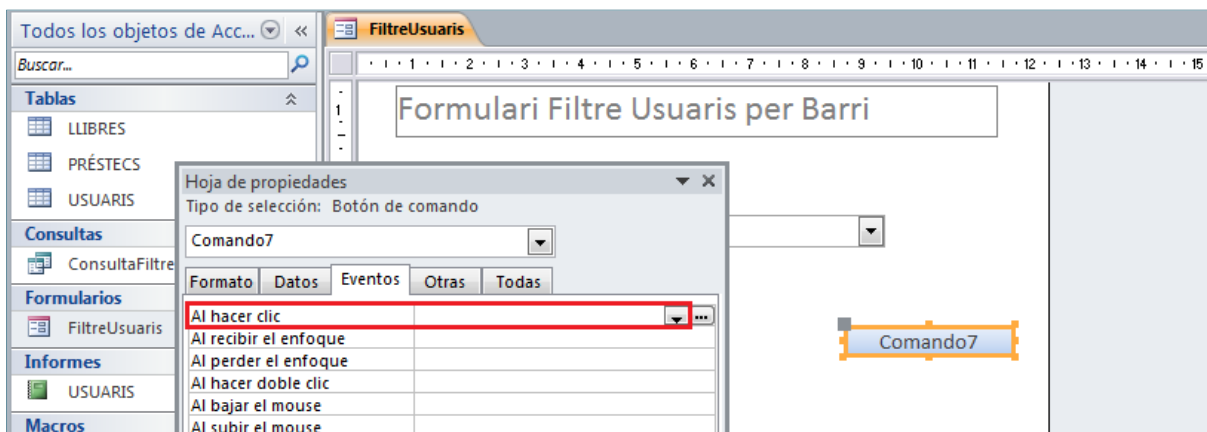 Todos los objetos de Acc...
Buscar...
Tablas
LLIBRES
PRÉSTECS
USUARIS
Consultas
ConsultaFiltre
Formularios
FiltreUsuaris
Informes
USUARIS
Macros
FiltreUsuaris
1 2 3 4 5 6 7 8 9 10 11 12 13 14 15
1
Formulari Filtre Usuaris per Barri
Hoja de propiedades
Tipo de selección: Botón de comando
Comando7
Formato Datos Eventos Otras Todas
Al hacer clic
Al recibir el enfoque
Al perder el enfoque
Al hacer doble clic
Al bajar el mouse
Al subir el mouse
Comando7